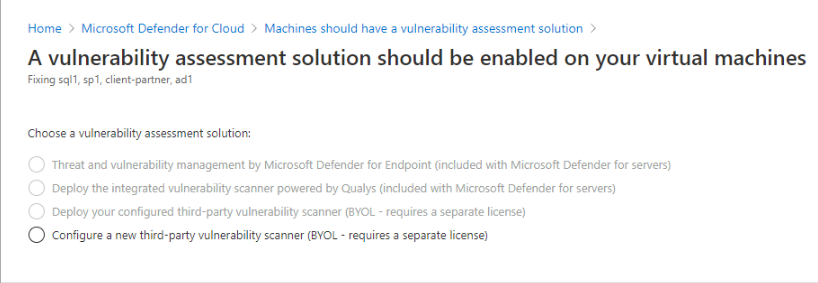 Home > Microsoft Defender for Cloud > Machines should have a vulnerability assessment solution >
A vulnerability assessment solution should be enabled on your virtual machines
Fixing sql1, sp1, client-partner, ad1
Choose a vulnerability assessment solution:
Threat and vulnerability management by Microsoft Defender for Endpoint (included with Microsoft Defender for servers)
Deploy the integrated vulnerability scanner powered by Qualys (included with Microsoft Defender for servers)
Deploy your configured third-party vulnerability scanner (BYOL - requires a separate license)
Configure a new third-party vulnerability scanner (BYOL - requires a separate license)